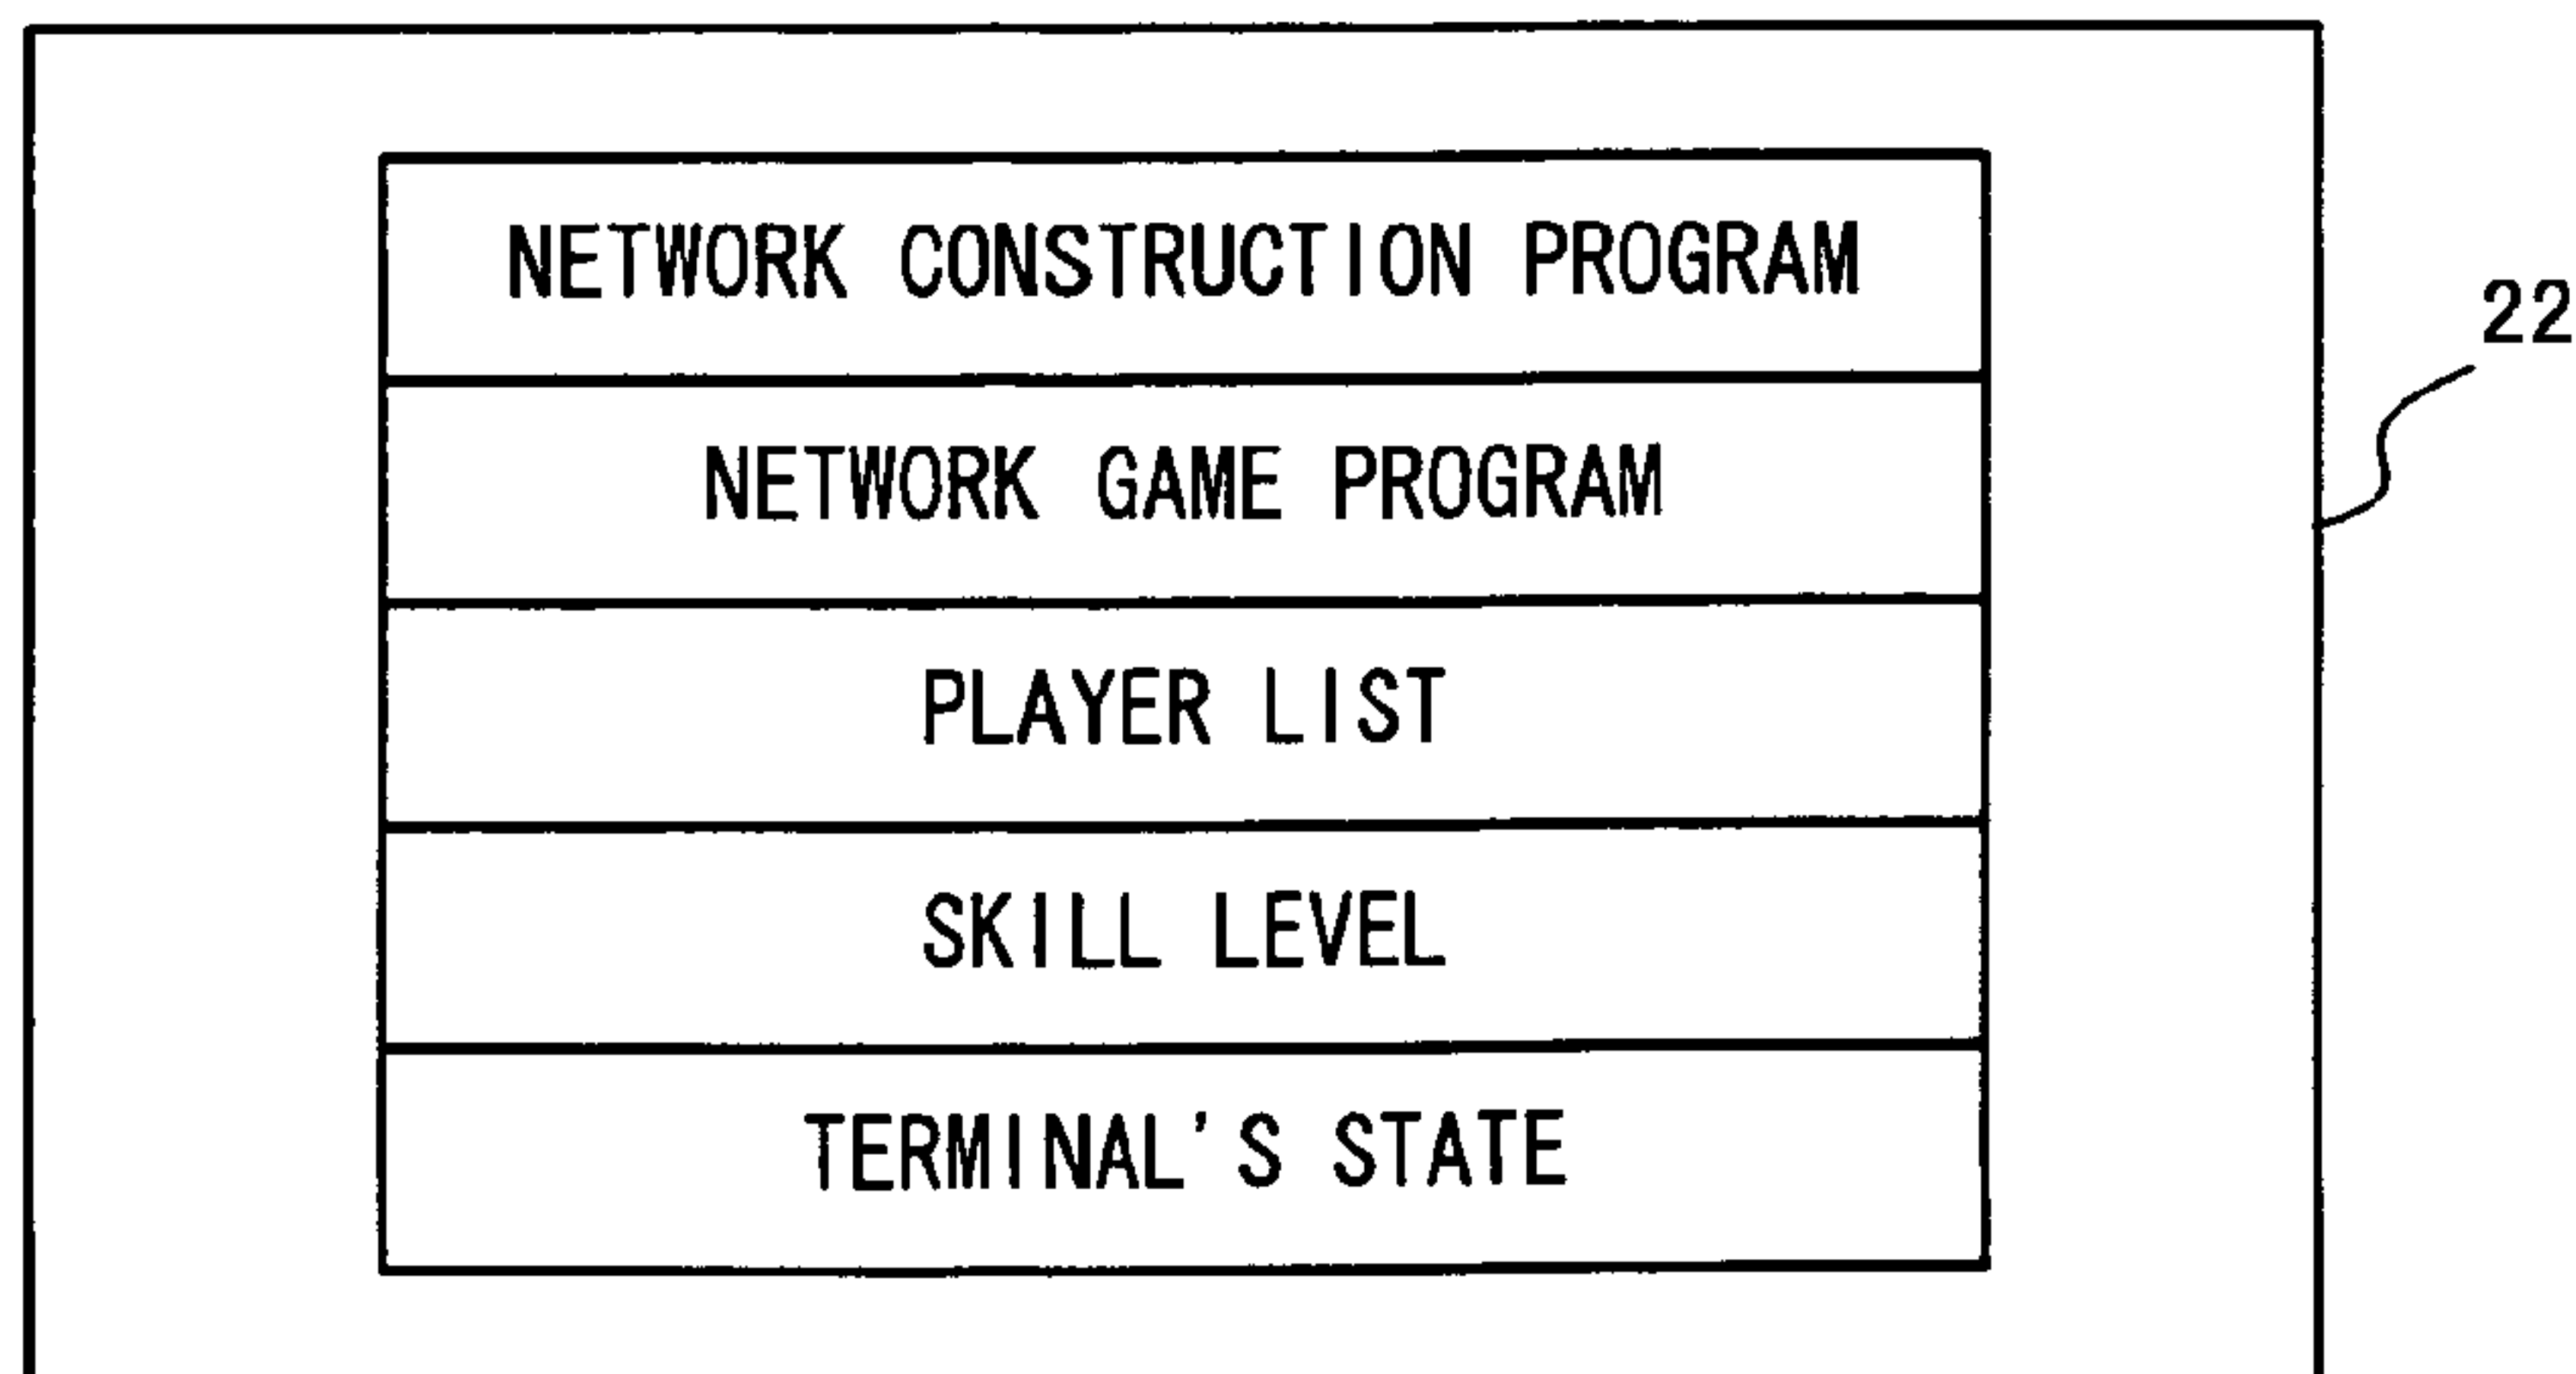 NETWORK CONSTRUCTION PROGRAM
22
NETWORK GAME PROGRAM
PLAYER LIST
SKILL LEVEL
TERMINAL'S STATE